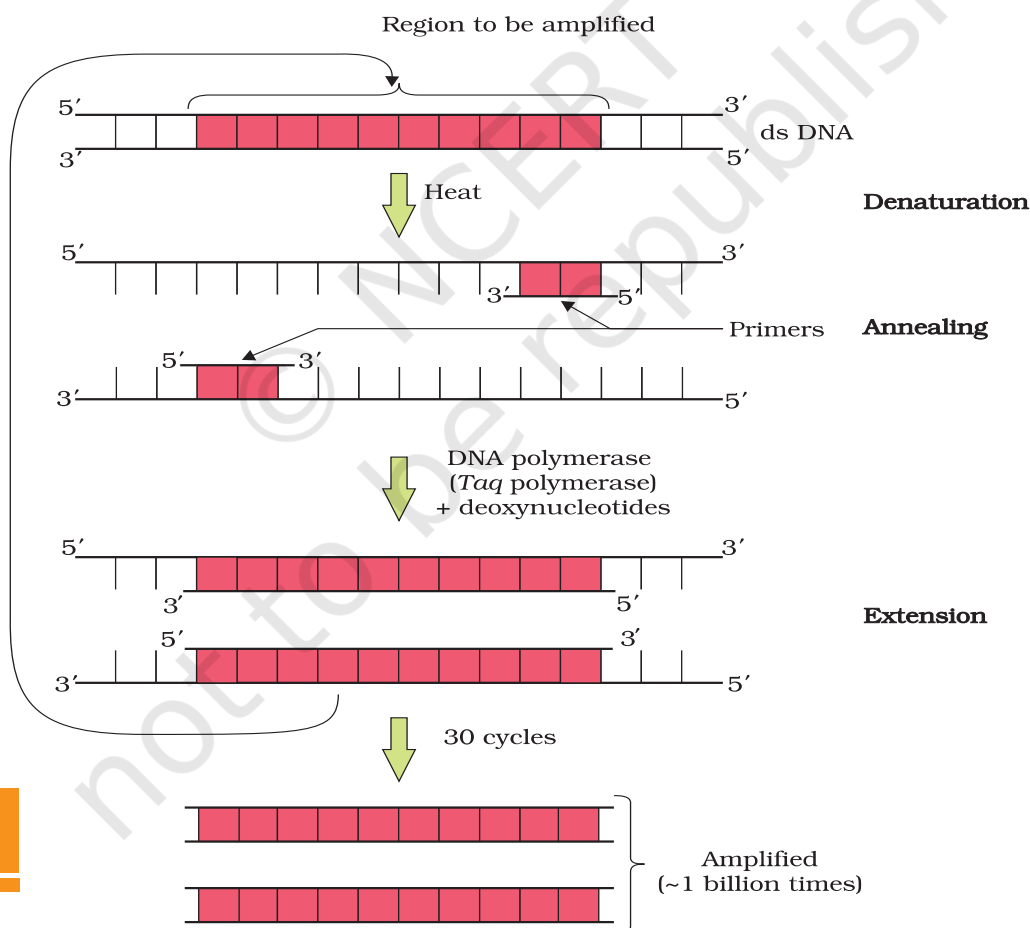 Region to be amplified
5′
3′
ds DNA
3′
5′
Heat
Denaturation
5′
3′
3′
5′
Primers
Annealing
5′
3′
3′
5′
DNA polymerase
(Taq polymerase)
+ deoxynucleotides
5′
3′
3′
5′
Extension
5′
3′
3′
5′
30 cycles
Amplified
(~1 billion times)
© NCERT
not to be republis